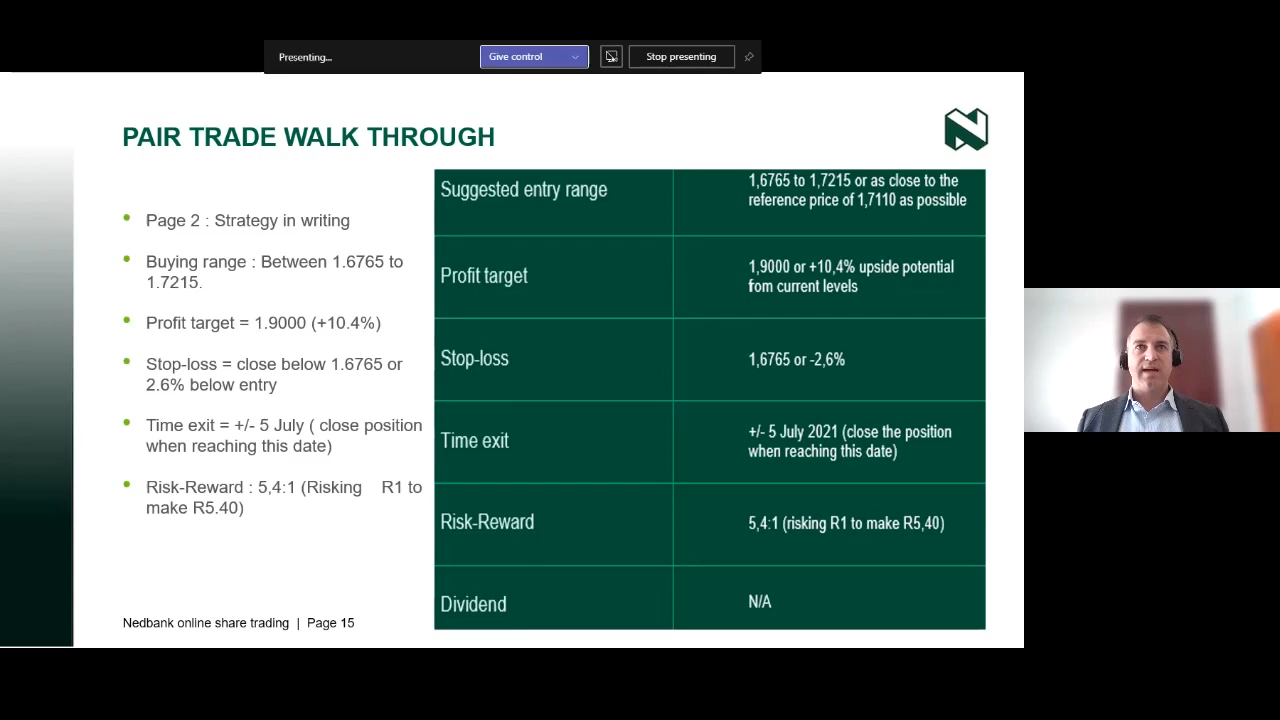 Presenting...
Give control
Stop presenting
PAIR TRADE WALK THROUGH
• Page 2 : Strategy in writing
• Buying range : Between 1.6765 to
1.7215.
• Profit target = 1.9000 (+10.4%)
• Stop-loss = close below 1.6765 or
2.6% below entry
• Time exit = +/- 5 July ( close position
when reaching this date)
• Risk-Reward : 5,4:1 (Risking R1 to
make R5.40)
Suggested entry range
1,6765 to 1,7215 or as close to the
reference price of 1,7110 as possible
Profit target
1,9000 or +10,4% upside potential
fom current levels
Stop-loss
1,6765 or -2,6%
Time exit
+/- 5 July 2021 (close the position
when reaching this date)
Risk-Reward
5,4:1 (risking R1 to make R5,40)
Dividend
N/A
Nedbank online share trading | Page 15